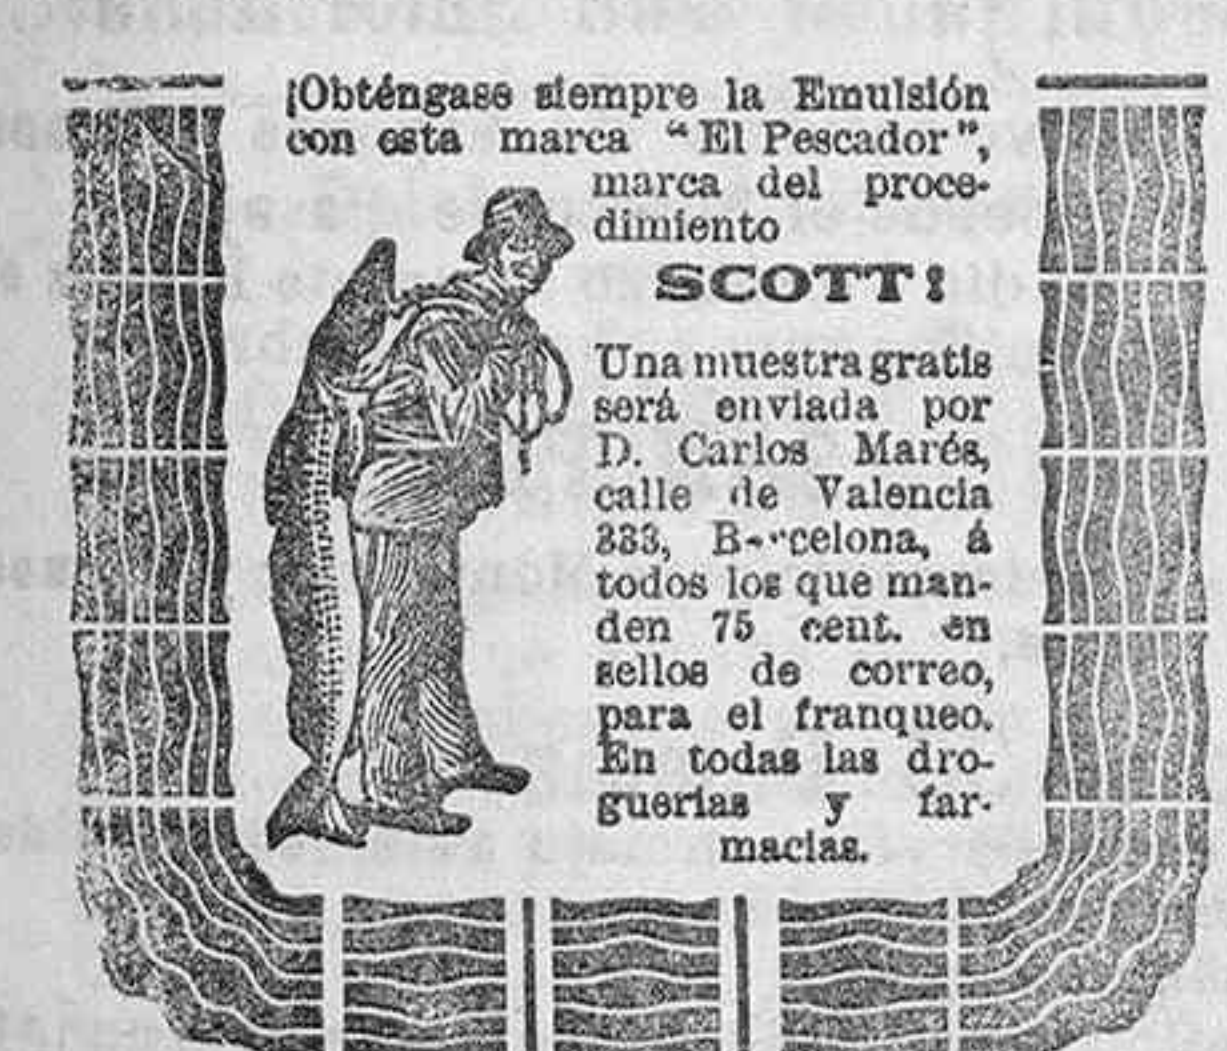 ¡Obténgase siempre la Emulsión
con esta marca “El Pescador”,
marca del proce-
dimiento
SCOTT!
Una muestra gratis
será enviada por
D. Carlos Marés,
calle de Valencia
333, Barcelona, á
todos los que man-
den 75 cent. en
sellos de correo,
para el franqueo.
En todas las dro-
guerías y far-
macias.